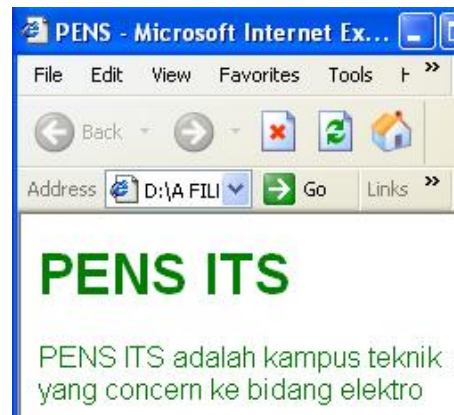 PENS - Microsoft Internet Ex...
File Edit View Favorites Tools »
Back
Address D:\A FILI Go Links »
PENS ITS
PENS ITS adalah kampus teknik
yang concern ke bidang elektro